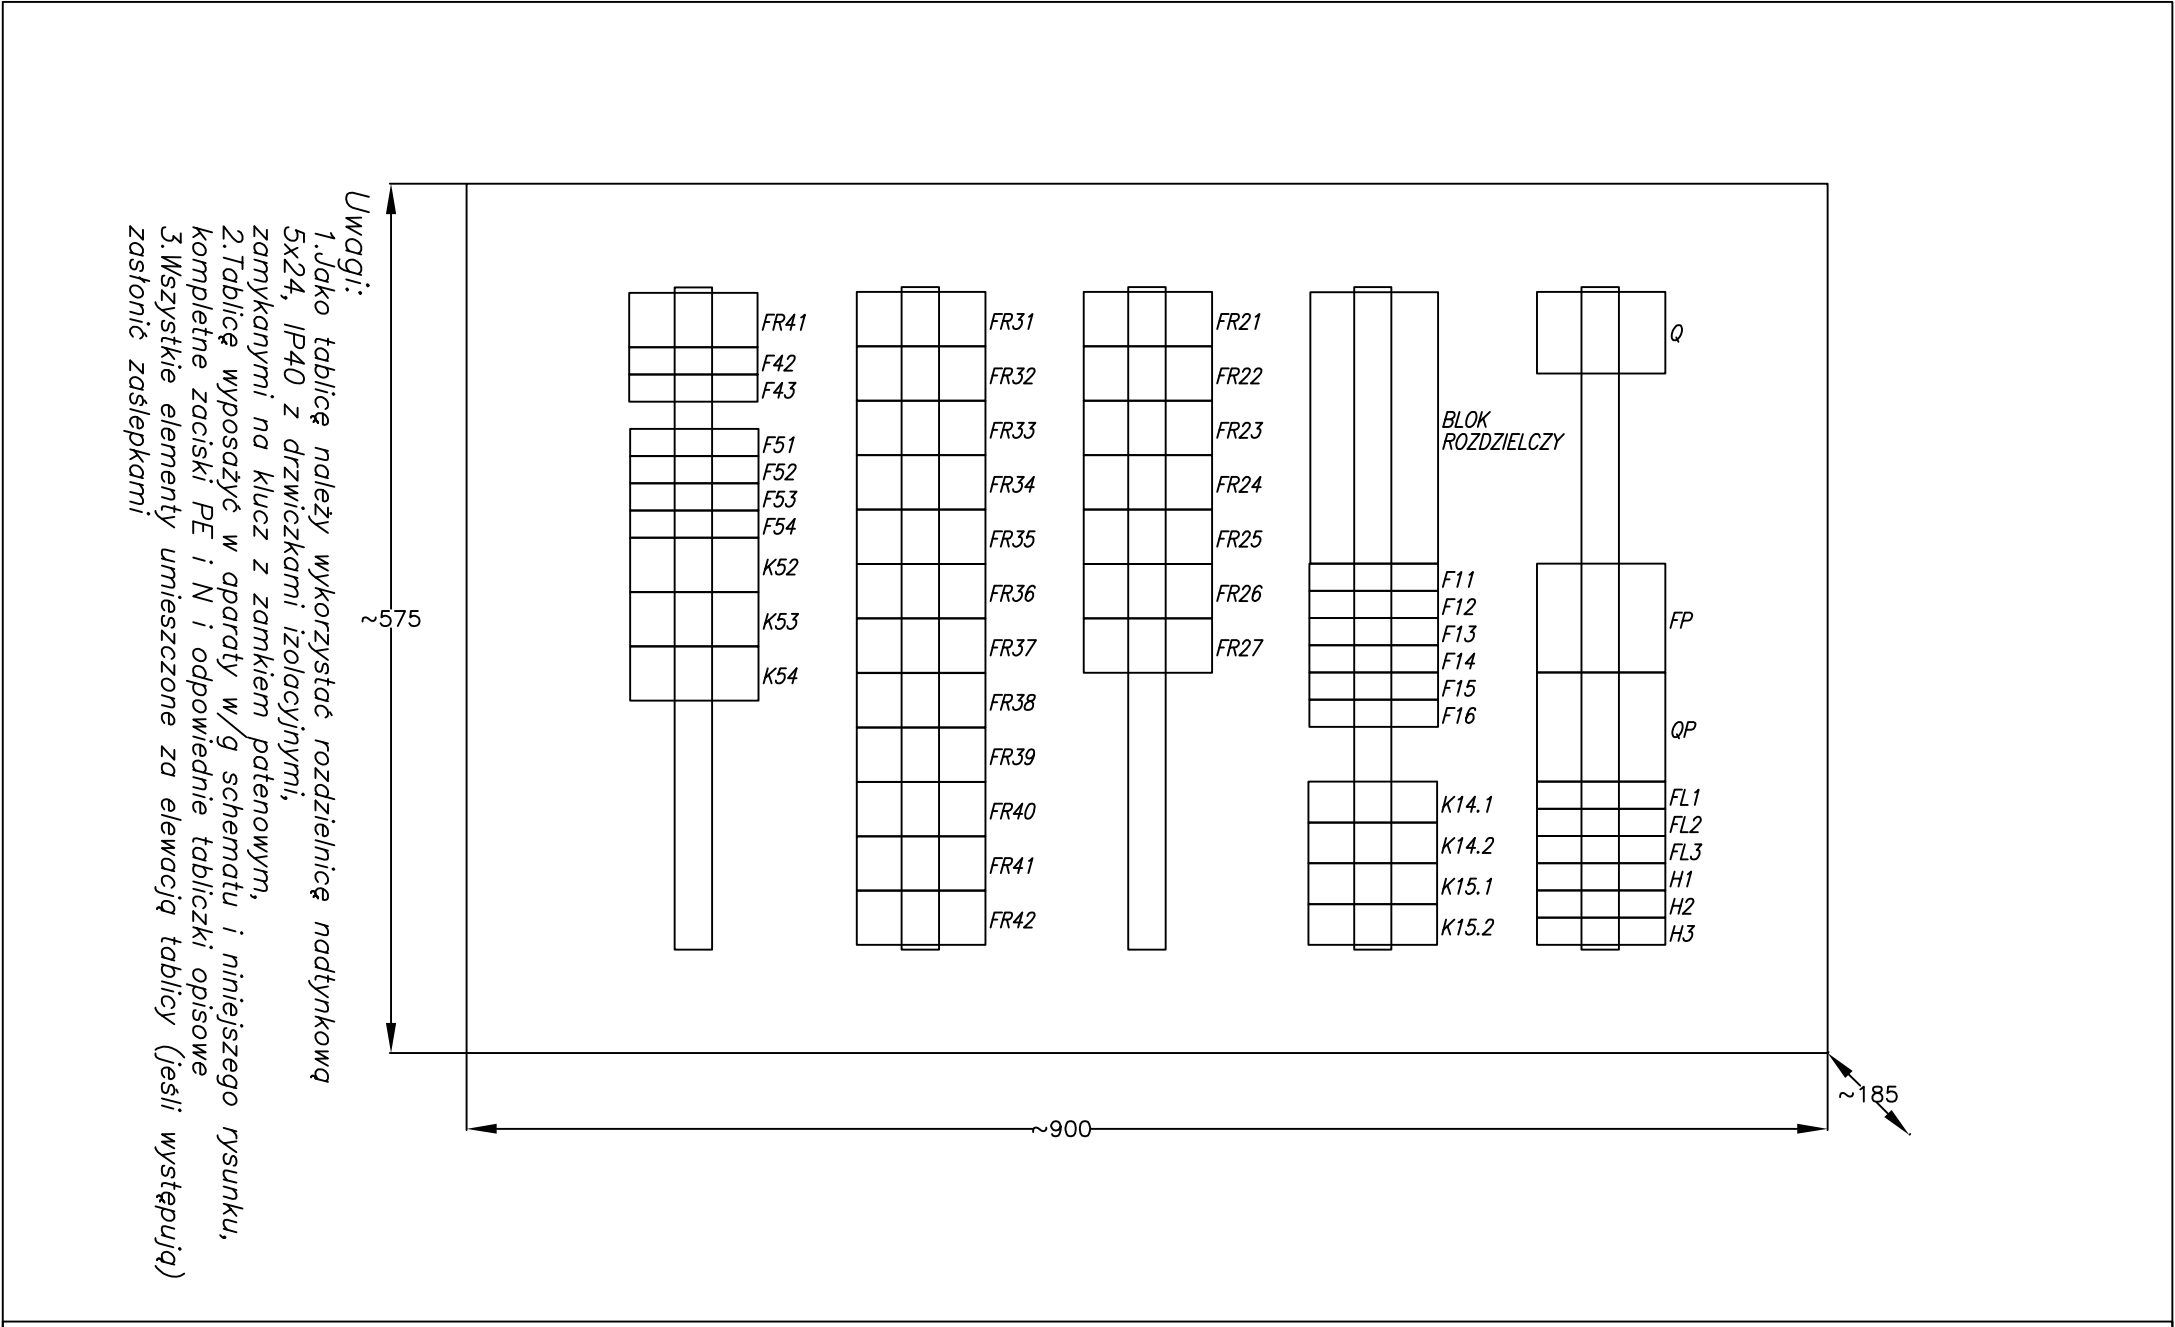 Uwagi:
1.Jako tablicę należy wykorzystać rozdzielnicę nadtynkową
5x24, IP40 z drzwiczkami izolacyjnymi,
zamykanymi na klucz z zamkiem patenowym,
2.Tablicę wyposażyć w aparaty w/g schematu i niniejszego rysunku,
kompletne zaciski PE i N i odpowiednie tabliczki opisowe
3.Wszystkie elementy umieszczone za elewacją tablicy (jeśli występują)
zasłonić zaślepkami
~575
FR41
F42
F43
F51
F52
F53
F54
K52
K53
K54
FR31
FR32
FR33
FR34
FR35
FR36
FR37
FR38
FR39
FR40
FR41
FR42
FR21
FR22
FR23
FR24
FR25
FR26
FR27
BLOK
ROZDZIELCZY
F11
F12
F13
F14
F15
F16
K14.1
K14.2
K15.1
K15.2
Q
FP
QP
FL1
FL2
FL3
H1
H2
H3
~185
~900